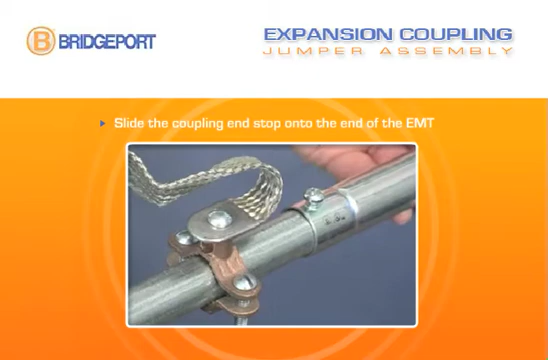 B BRIDGEPORT
EXPANSION COUPLING
JUMPER ASSEMBLY
Slide the coupling end stop onto the end of the EMT